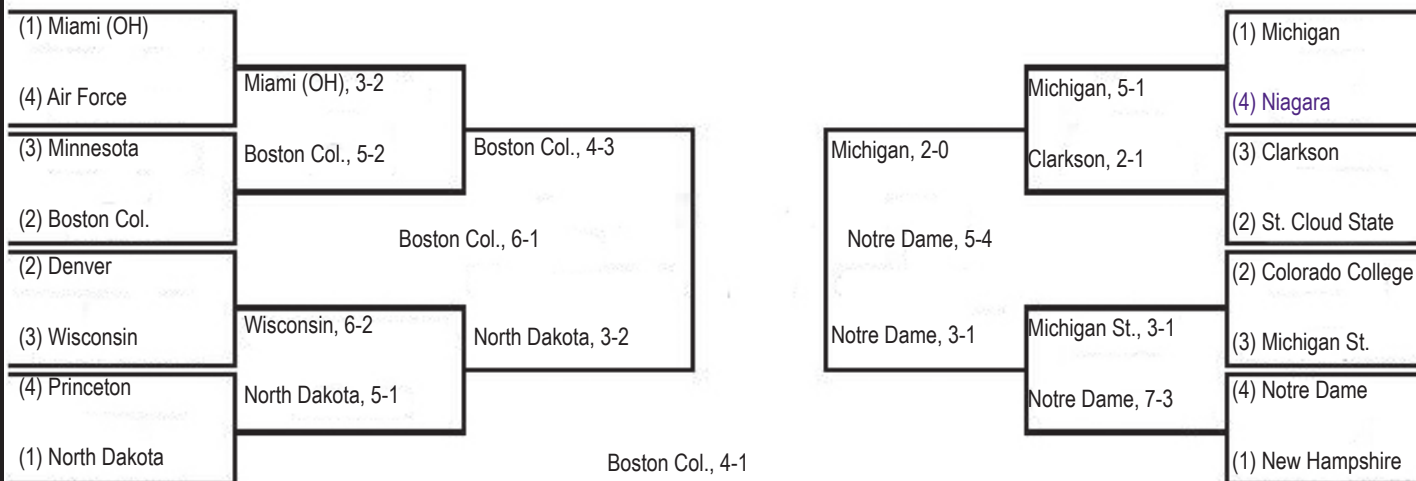 (1) Miami (OH)
(4) Air Force
(3) Minnesota
(2) Boston Col.
(2) Denver
(3) Wisconsin
(4) Princeton
(1) North Dakota
Miami (OH), 3-2
Boston Col., 5-2
Wisconsin, 6-2
North Dakota, 5-1
Boston Col., 4-3
North Dakota, 3-2
Boston Col., 6-1
Boston Col., 4-1
Notre Dame, 5-4
Michigan, 2-0
Notre Dame, 3-1
Michigan, 5-1
Clarkson, 2-1
Michigan St., 3-1
Notre Dame, 7-3
(1) Michigan
(4) Niagara
(3) Clarkson
(2) St. Cloud State
(2) Colorado College
(3) Michigan St.
(4) Notre Dame
(1) New Hampshire